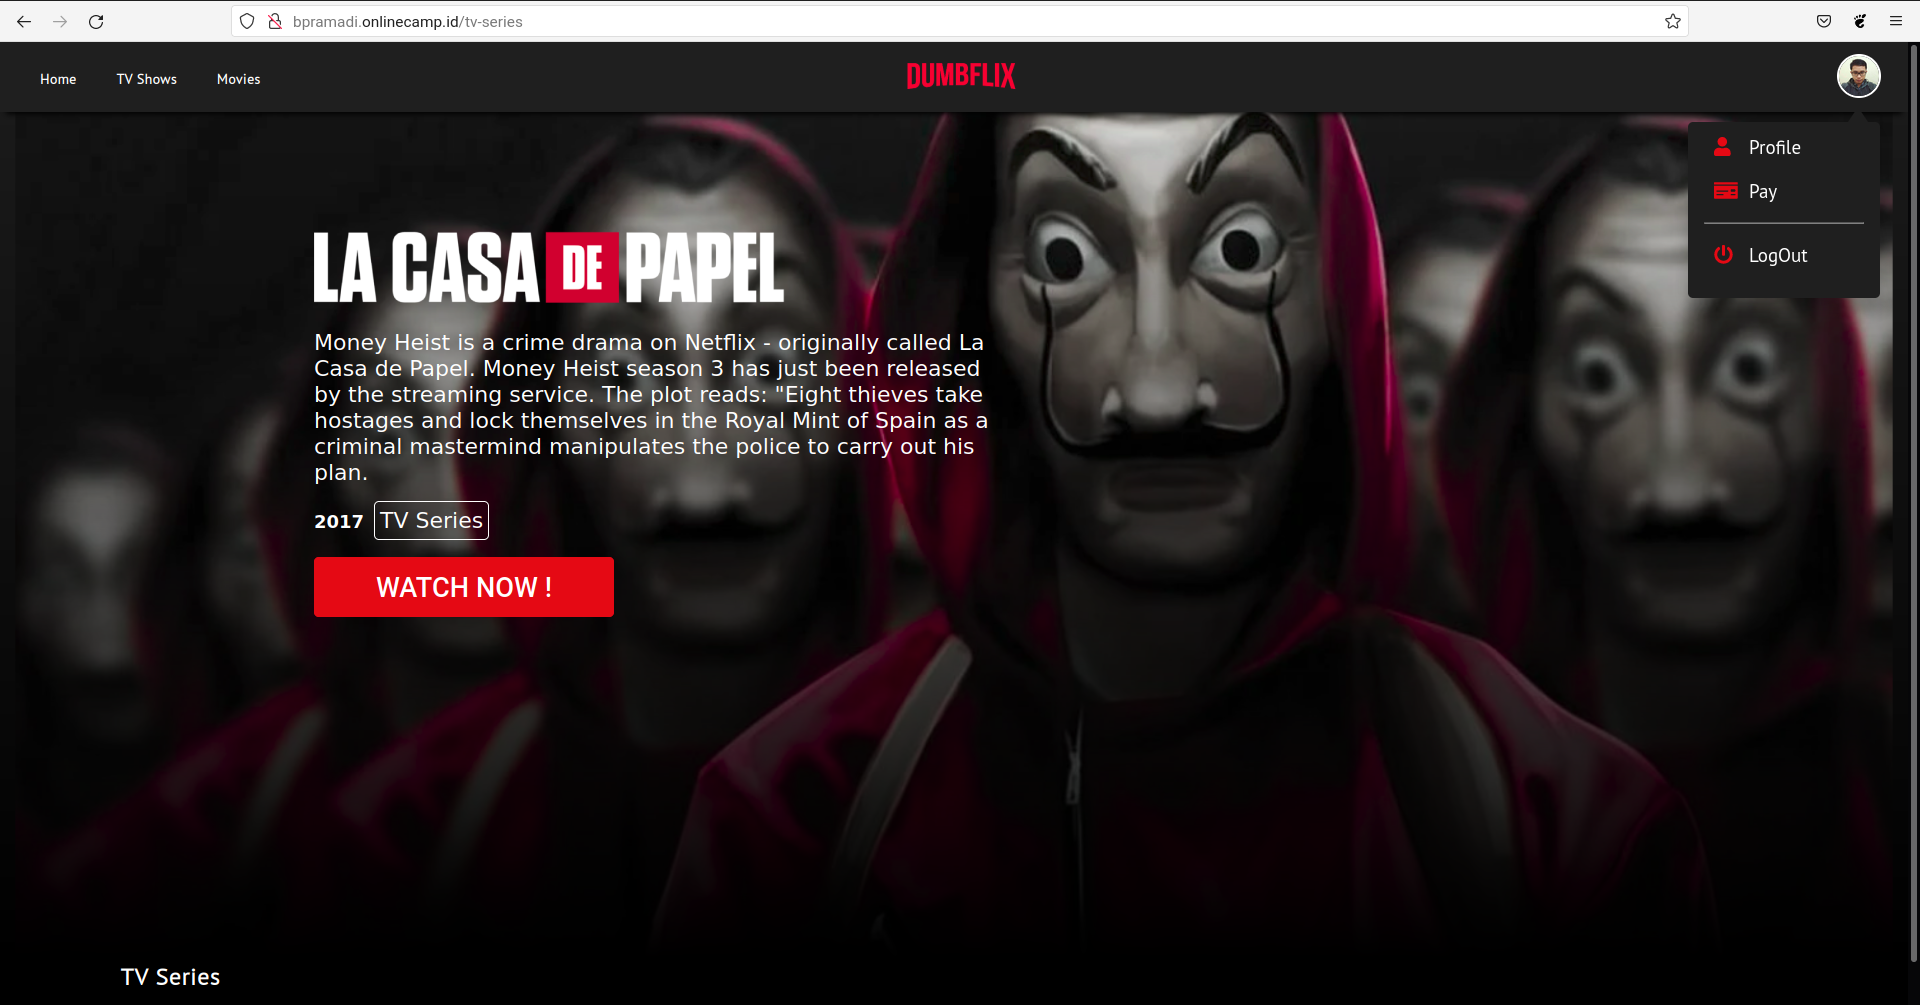 bpramadi.onlinecamp.id/tv-series
Home TV Shows Movies
DUMBFLIX
Profile
Pay
LogOut
LA CASA DE PAPEL
Money Heist is a crime drama on Netflix - originally called La
Casa de Papel. Money Heist season 3 has just been released
by the streaming service. The plot reads: "Eight thieves take
hostages and lock themselves in the Royal Mint of Spain as a
criminal mastermind manipulates the police to carry out his
plan.
2017 TV Series
WATCH NOW !
TV Series